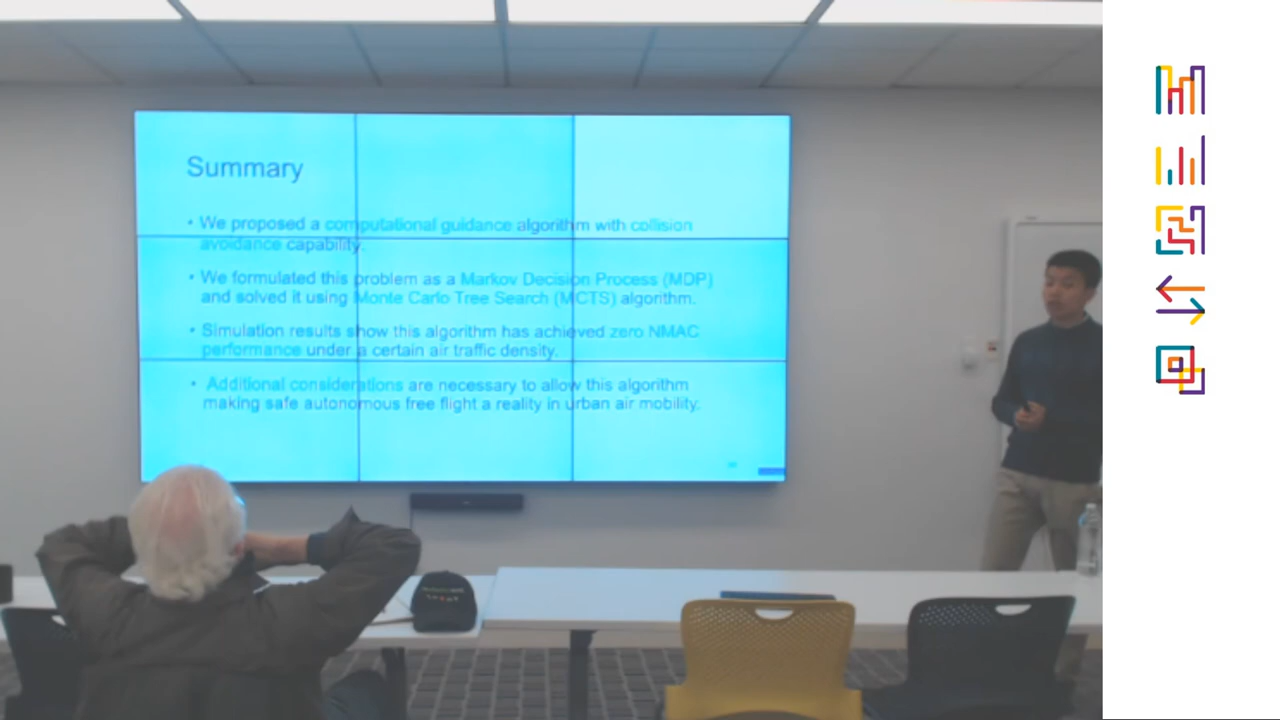 Summary
• We proposed a computational guidance algorithm with collision
avoidance capability.
• We formulated this problem as a Markov Decision Process (MDP)
and solved it using Monte Carlo Tree Search (MCTS) algorithm.
• Simulation results show this algorithm has achieved zero NMAC
performance under a certain air traffic density.
• Additional considerations are necessary to allow this algorithm
making safe autonomous free flight a reality in urban air mobility.